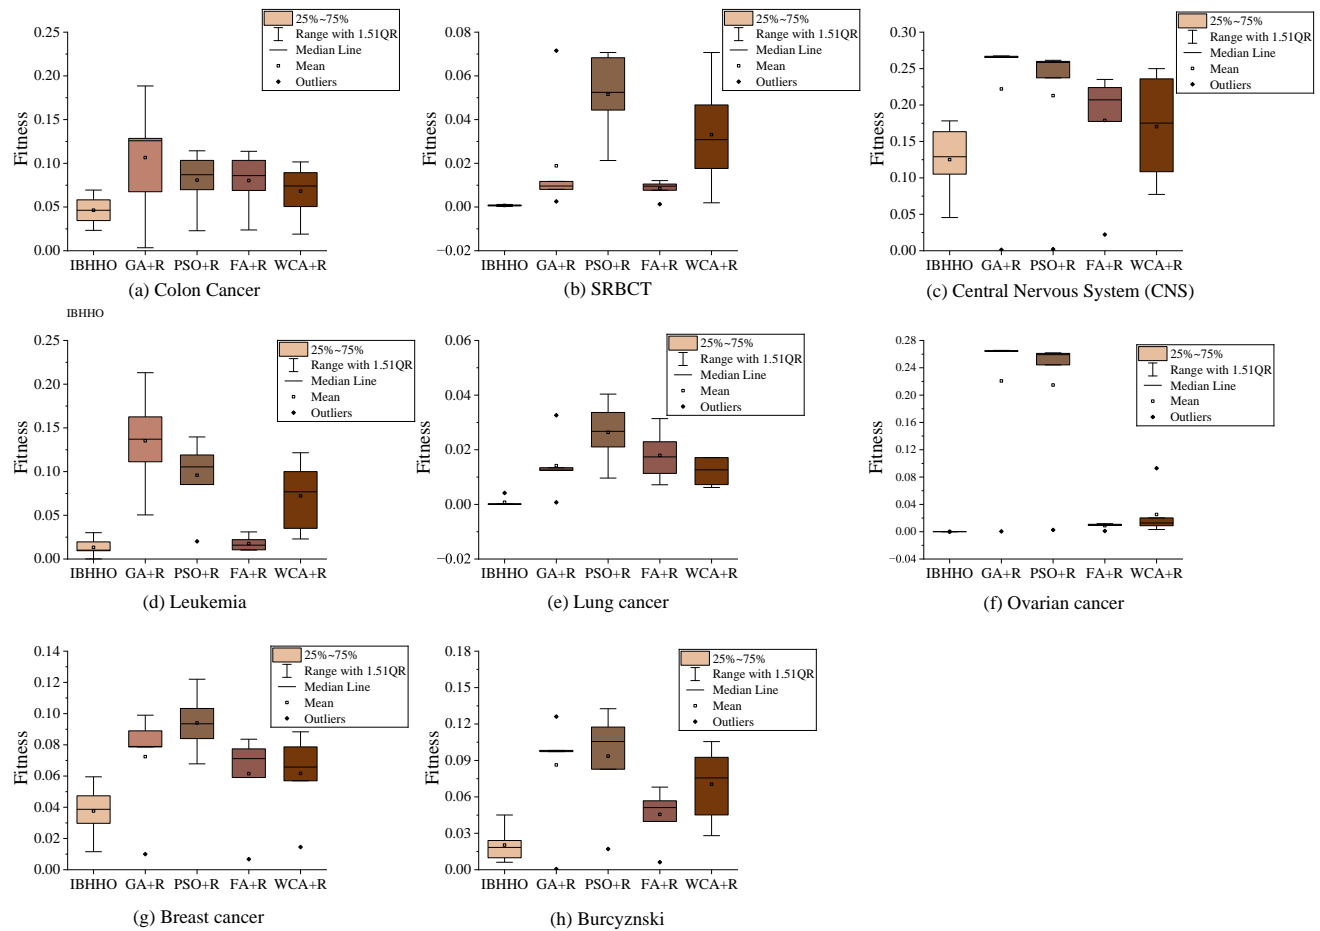 0.25
0.20
0.15
0.10
0.05
0.00
Fitness
IBHHO GA+R PSO+R FA+R WCA+R
25%~75%
Range with 1.51QR
Median Line
Mean
Outliers
(a) Colon Cancer
0.08
0.06
0.04
0.02
0.00
−0.02
Fitness
IBHHO GA+R PSO+R FA+R WCA+R
25%~75%
Range with 1.51QR
Median Line
Mean
Outliers
(b) SRBCT
0.30
0.25
0.20
0.15
0.10
0.05
0.00
Fitness
IBHHO GA+R PSO+R FA+R WCA+R
25%~75%
Range with 1.51QR
Median Line
Mean
Outliers
(c) Central Nervous System (CNS)
IBHHO
0.25
0.20
0.15
0.10
0.05
0.00
Fitness
IBHHO GA+R PSO+R FA+R WCA+R
25%~75%
Range with 1.51QR
Median Line
Mean
Outliers
(d) Leukemia
0.06
0.04
0.02
0.00
−0.02
Fitness
IBHHO GA+R PSO+R FA+R WCA+R
25%~75%
Range with 1.51QR
Median Line
Mean
Outliers
(e) Lung cancer
0.28
0.26
0.20
0.16
0.12
0.08
0.04
0.00
−0.04
Fitness
IBHHO GA+R PSO+R FA+R WCA+R
25%~75%
Range with 1.51QR
Median Line
Mean
Outliers
(f) Ovarian cancer
0.14
0.12
0.10
0.08
0.06
0.04
0.02
0.00
Fitness
IBHHO GA+R PSO+R FA+R WCA+R
25%~75%
Range with 1.51QR
Median Line
Mean
Outliers
(g) Breast cancer
0.18
0.15
0.12
0.09
0.06
0.03
0.00
Fitness
IBHHO GA+R PSO+R FA+R WCA+R
25%~75%
Range with 1.51QR
Median Line
Mean
Outliers
(h) Burcyznski